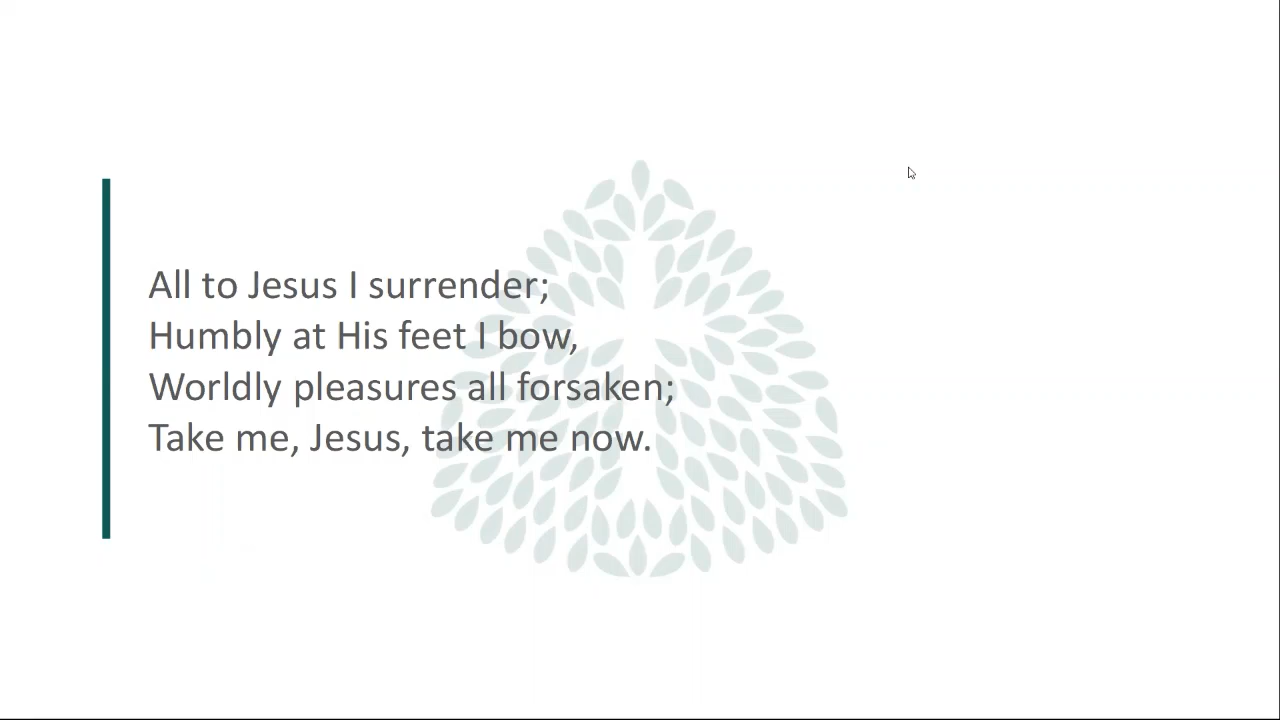 All to Jesus I surrender;
Humbly at His feet I bow,
Worldly pleasures all forsaken;
Take me, Jesus, take me now.